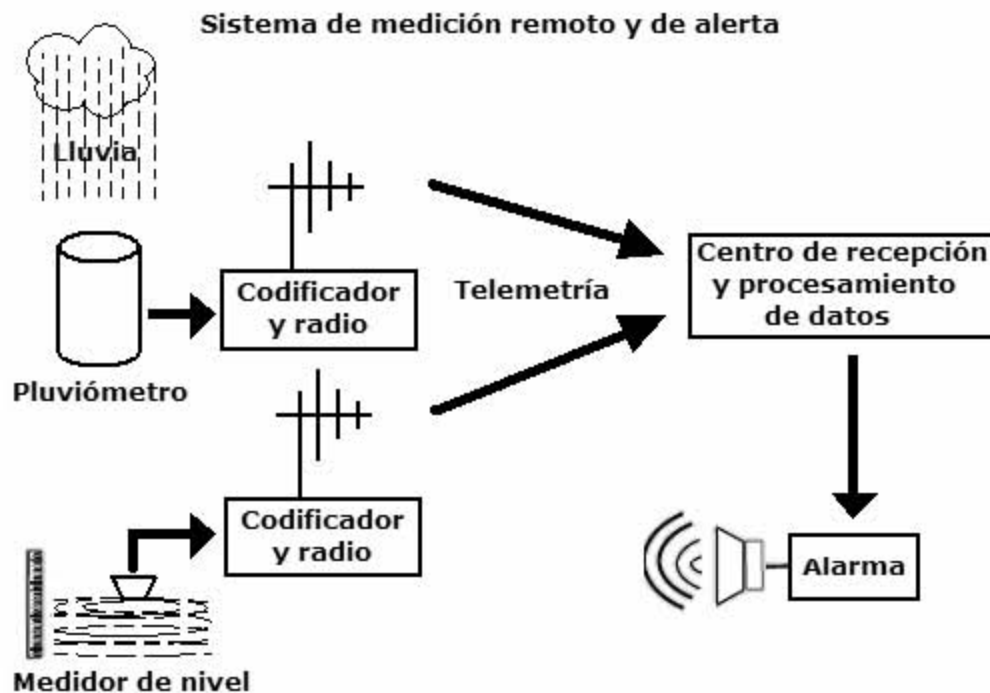 Sistema de medición remoto y de alerta
Lluvia
Codificador
y radio
Telemetría
Centro de recepción
y procesamiento
de datos
Pluviómetro
Codificador
y radio
Alarma
Medidor de nivel